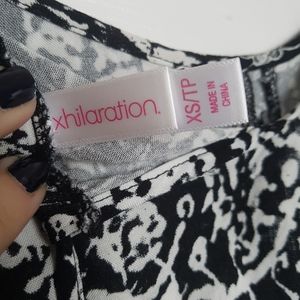 xhilaration.
XS/TP
MADE IN
CHINA